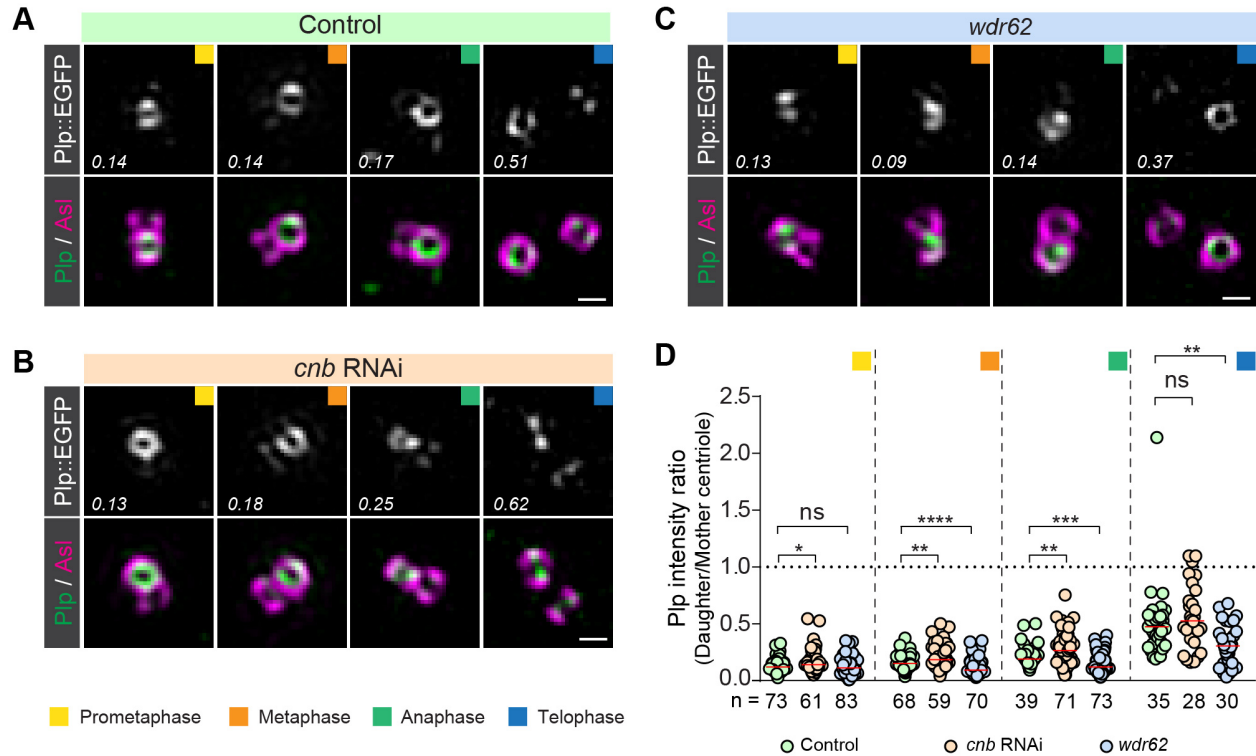 A
Control
Plp::EGFP
0.14
0.14
0.17
0.51
Plp / Asl
B
cnb RNAi
Plp::EGFP
0.13
0.18
0.25
0.62
Plp / Asl
Prometaphase
Metaphase
Anaphase
Telophase
C
wdr62
Plp::EGFP
0.13
0.09
0.14
0.37
Plp / Asl
D
Plp intensity ratio
(Daughter/Mother centriole)
2.5
2.0
1.5
1.0
0.5
0.0
ns
*
****
**
***
**
**
ns
n = 73 61 83 68 59 70 39 71 73 35 28 30
Control
cnb RNAi
wdr62